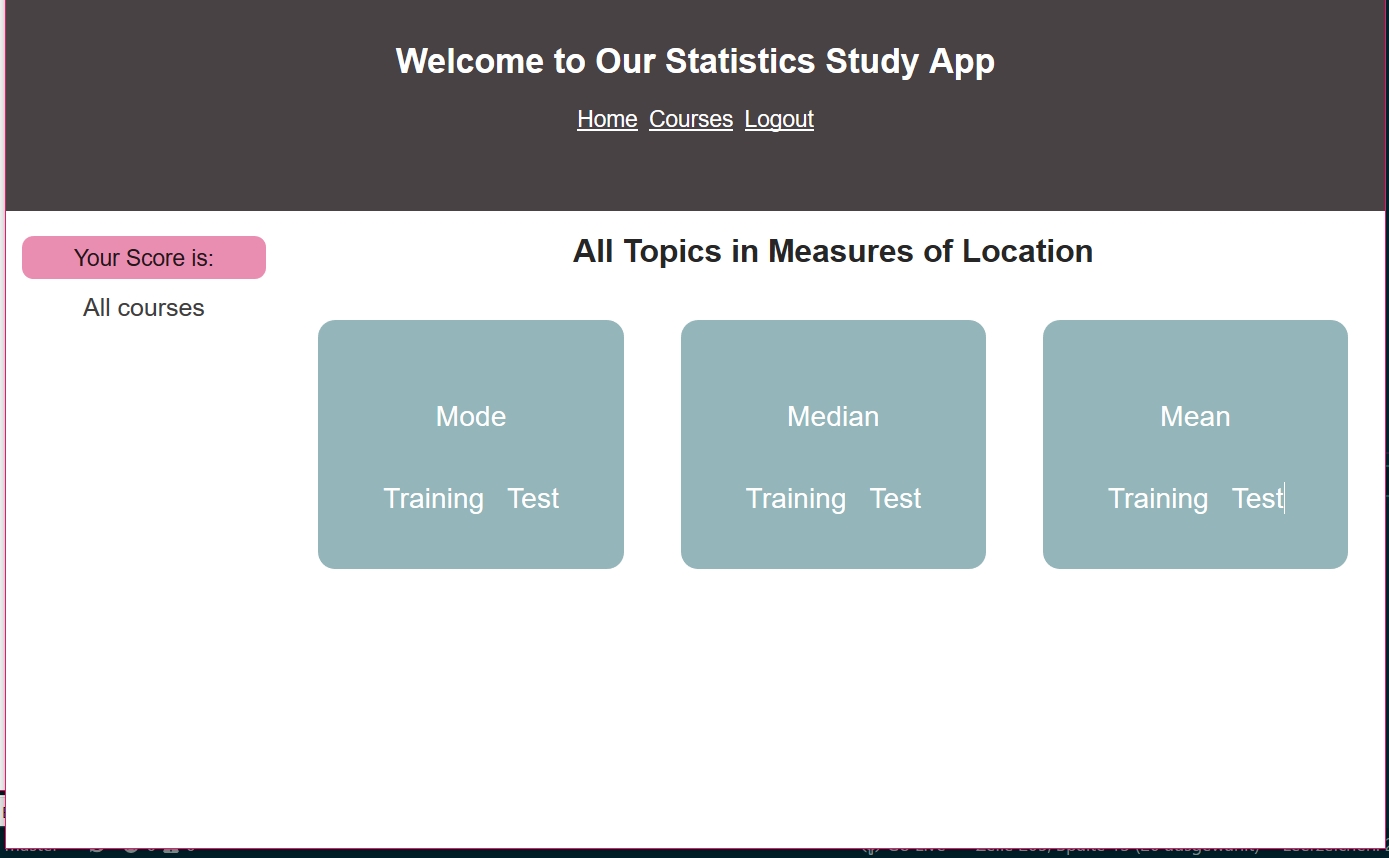 Welcome to Our Statistics Study App
Home Courses Logout
Your Score is:
All courses
All Topics in Measures of Location
Mode
Training Test
Median
Training Test
Mean
Training Test